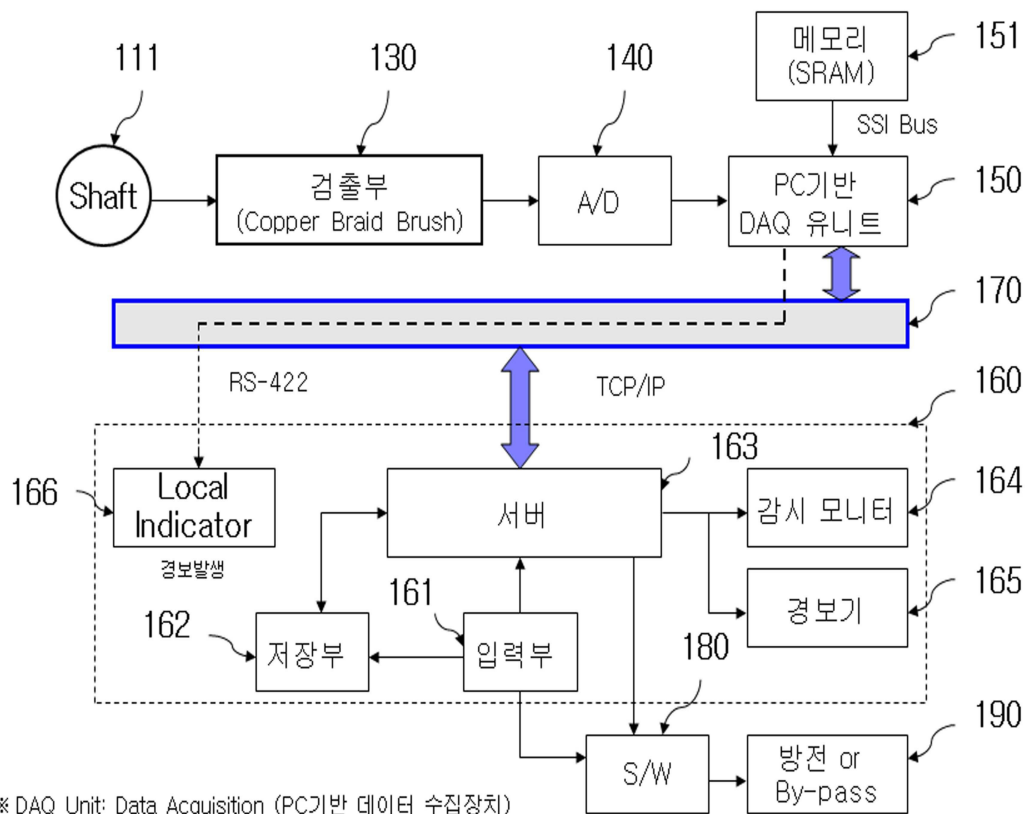 111
130
140
메모리
(SRAM)
151
SSI Bus
Shaft
검출부
(Copper Braid Brush)
A/D
PC기반
DAQ 유니트
150
170
RS-422
TCP/IP
160
163
166
Local
Indicator
경보발생
서버
감시 모니터
164
162
저장부
161
입력부
경보기
165
180
S/W
방전 or
By-pass
190
※ DAQ Unit: Data Acquisition (PC기반 데이터 수집장치)